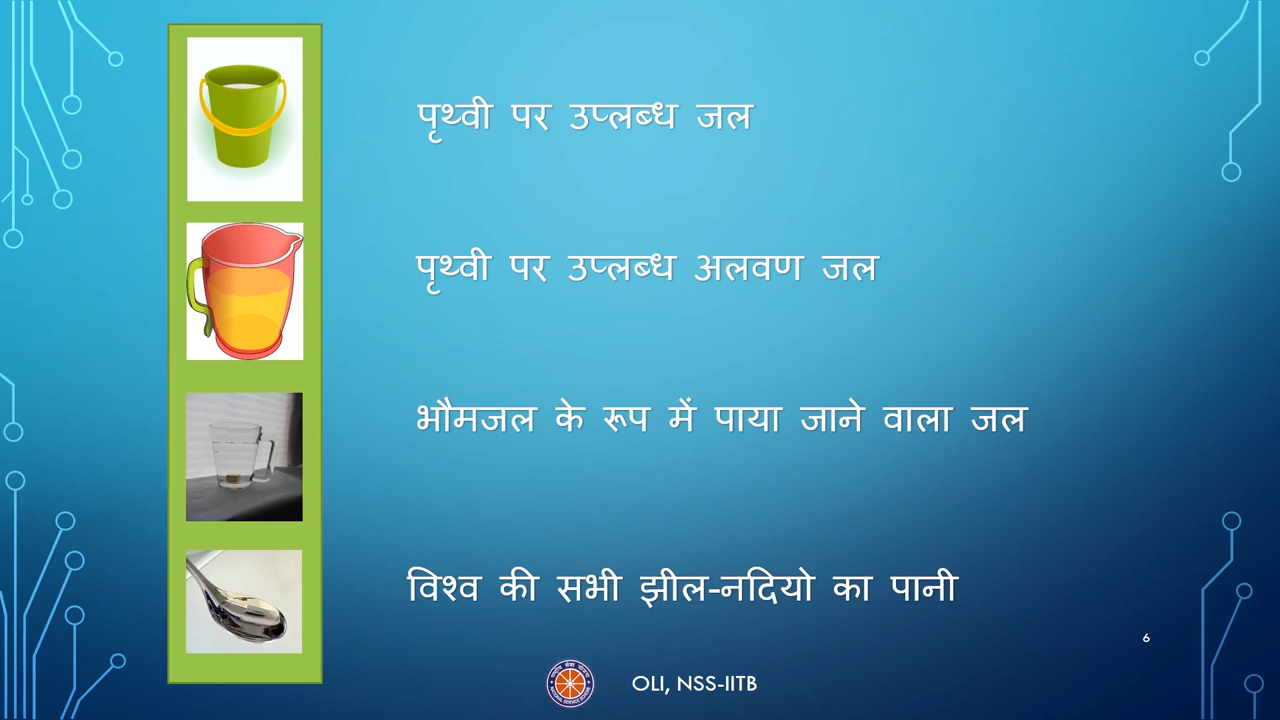 पृथ्वी पर उप्लब्ध जल
पृथ्वी पर उप्लब्ध अलवण जल
भौमजल के रूप में पाया जाने वाला जल
विश्व की सभी झील-नदियो का पानी
6
OLI, NSS-IITB